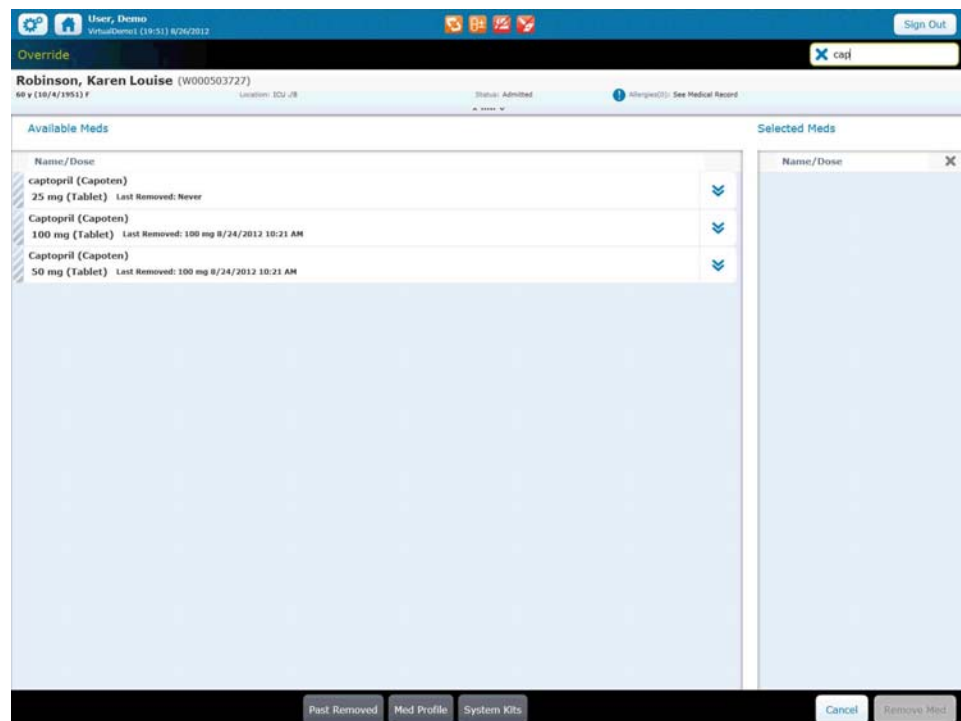 User, Demo
VirtualDemo1 (19:51) 8/26/2012
Sign Out
Override
cap
Robinson, Karen Louise (W000503727)
60 y (10/4/1951) F Location: ICU JB Status: Admitted Allergies(0): See Medical Record
Available Meds
Selected Meds
Name/Dose
Name/Dose
captopril (Capoten)
25 mg (Tablet) Last Removed: Never
Captopril (Capoten)
100 mg (Tablet) Last Removed: 100 mg 8/24/2012 10:21 AM
Captopril (Capoten)
50 mg (Tablet) Last Removed: 100 mg 8/24/2012 10:21 AM
Past Removed Med Profile System Kits Cancel Remove Med